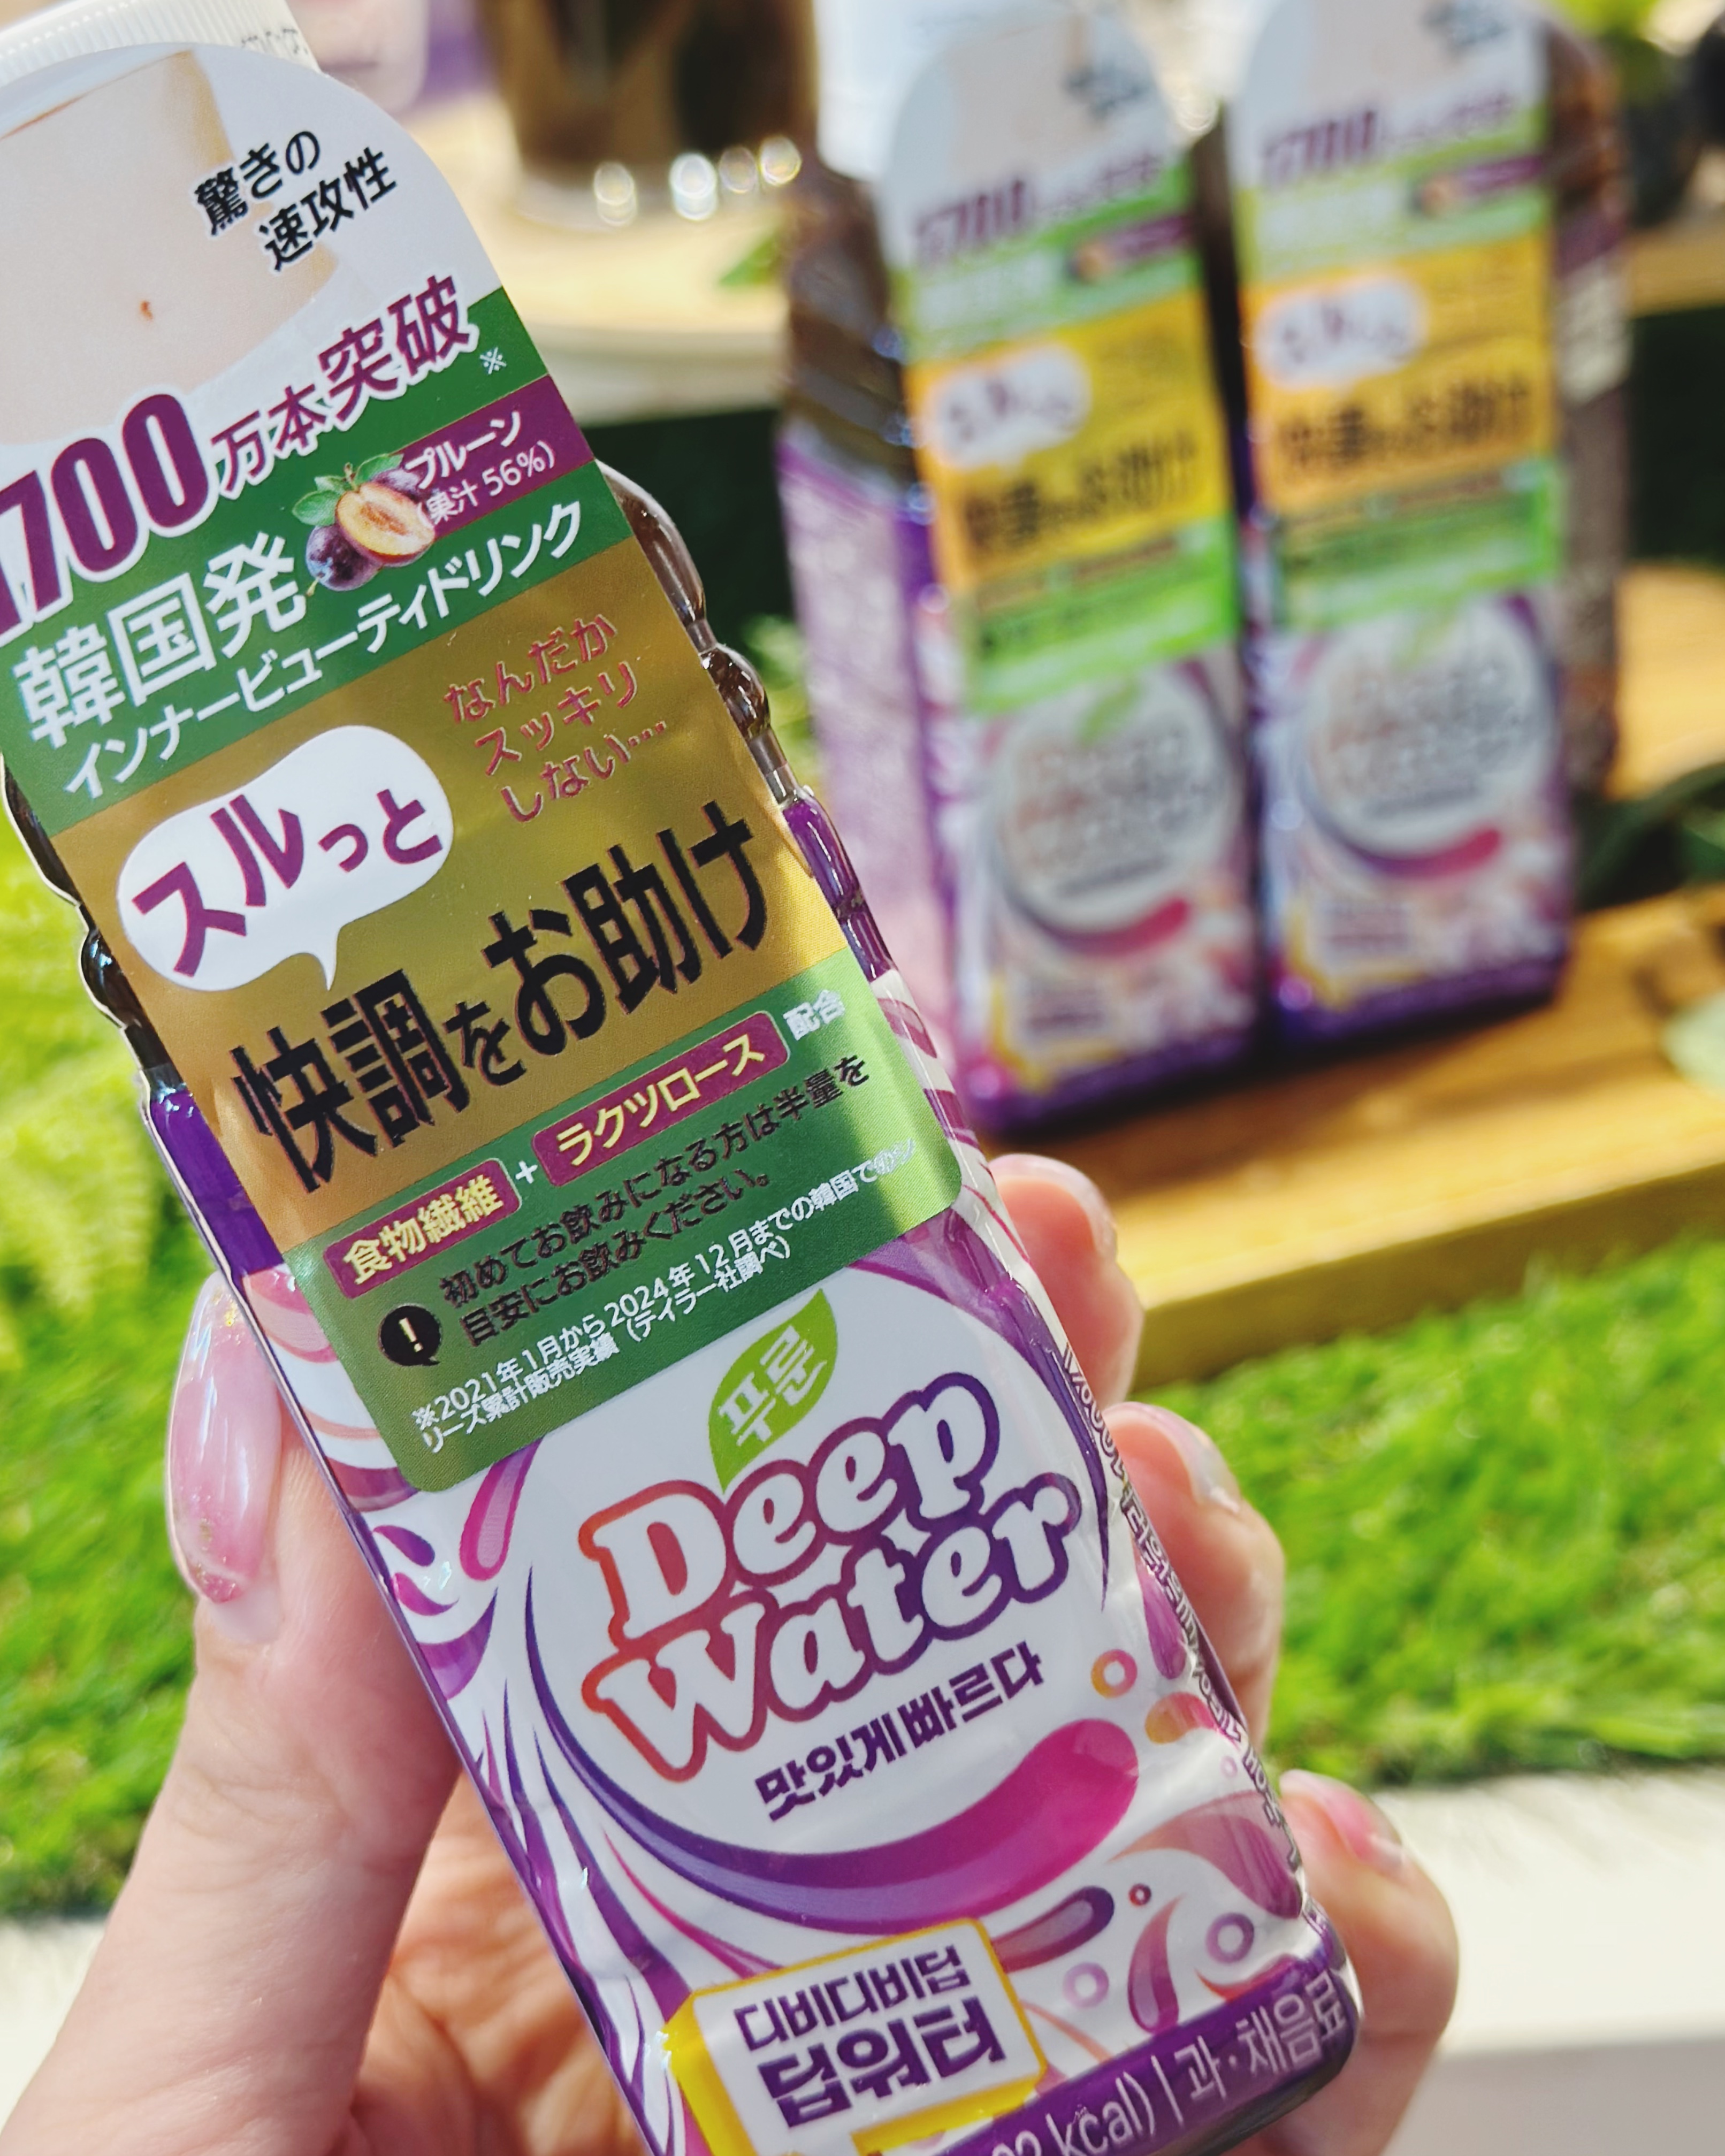 驚きの
速攻性
1700万本突破※
プルーン
(果汁 56%)
韓国発
インナービューティドリンク
なんだか
スッキリ
しない…
スルっと
快調をお助け
食物繊維 + ラクツロース 配合
! 初めてお飲みになる方は半量を
目安にお飲みください。
※2021年1月から2024年12月までの韓国でのシ
リーズ累計販売実績 (テイラー社調べ)
푸룬
Deep
Water
맛있게 빠르다
디비디비딥
딥워터
kcal) | 과·채음료